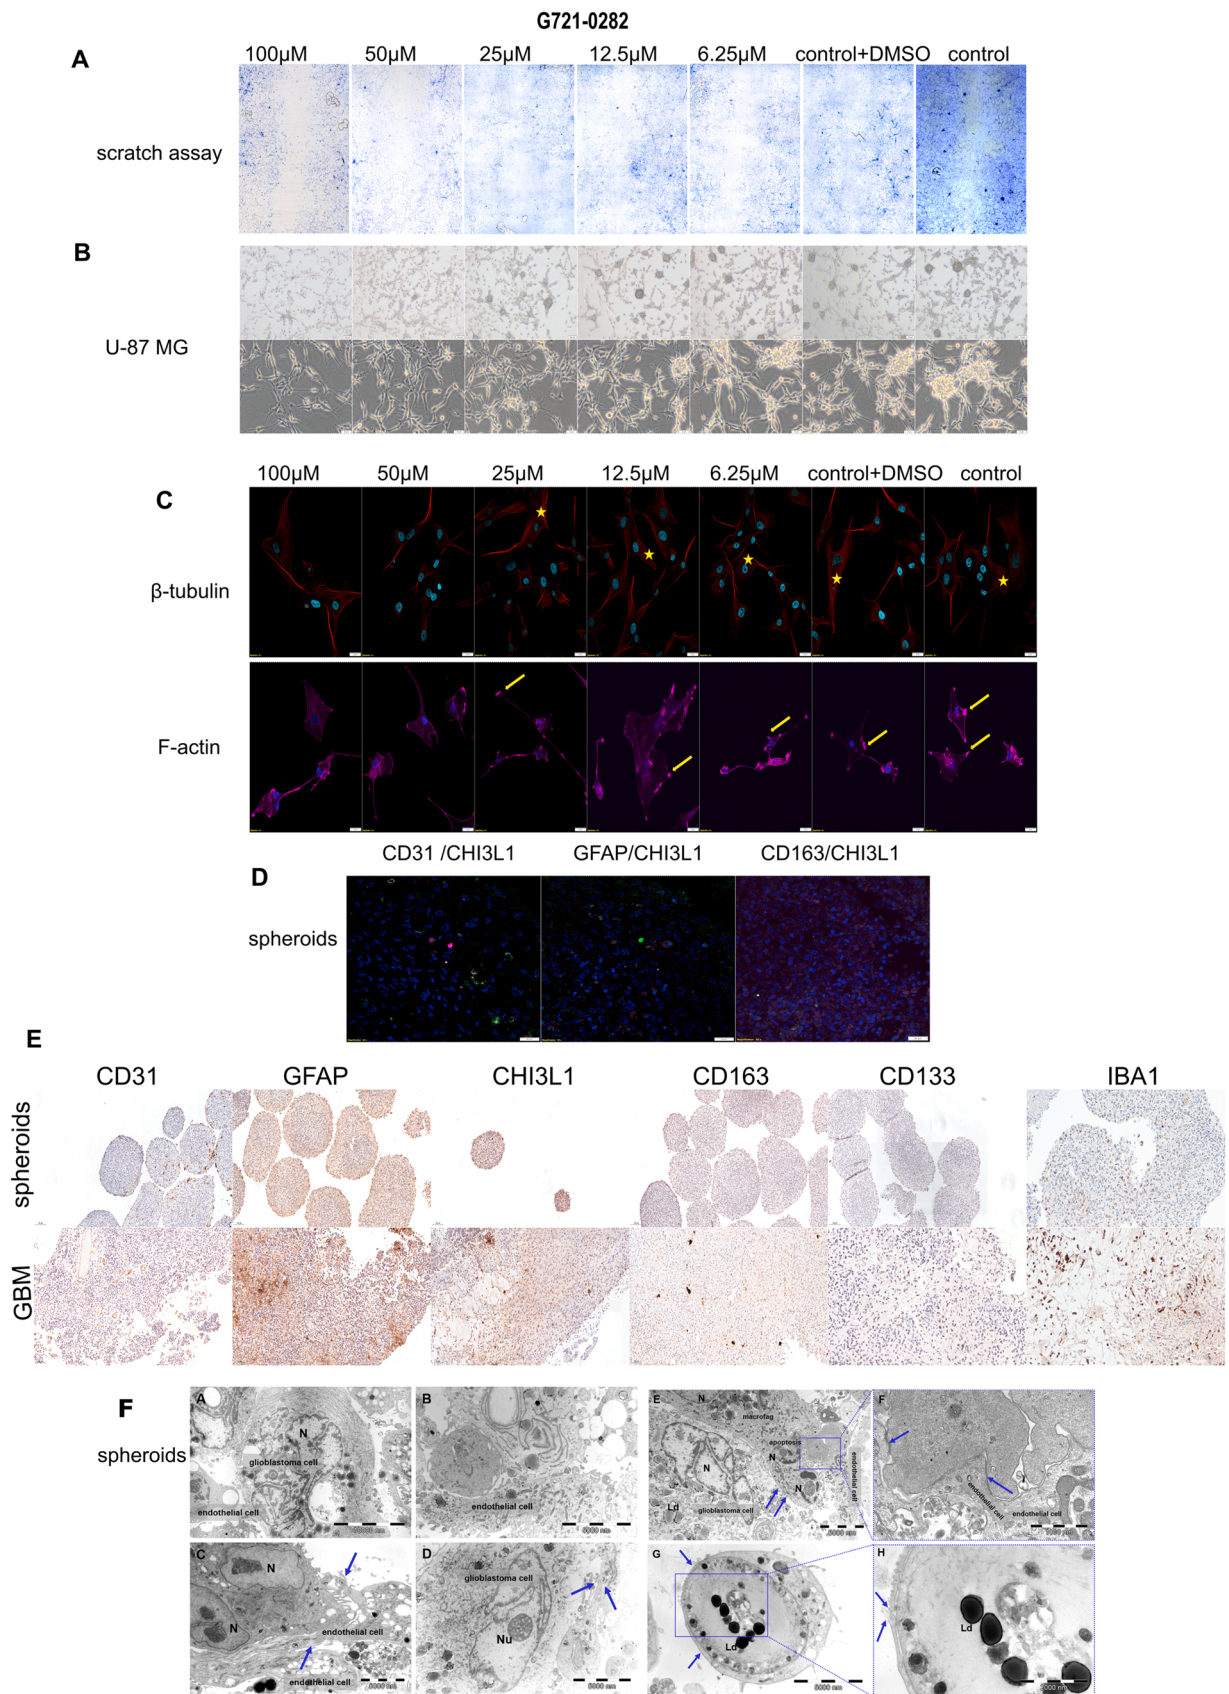 G721-0282
A
100µM 50µM 25µM 12.5µM 6.25µM control+DMSO control
scratch assay
B
U-87 MG
100µM 50µM 25µM 12.5µM 6.25µM control+DMSO control
C
β-tubulin
F-actin
CD31 /CHI3L1 GFAP/CHI3L1 CD163/CHI3L1
D
spheroids
E
CD31 GFAP CHI3L1 CD163 CD133 IBA1
spheroids
GBM
F
spheroids
A
N
glioblastoma cell
endothelial cell
B
endothelial cell
C
N
N
endothelial cell
endothelial cell
D
glioblastoma cell
Nu
E
N
macrofag
apoptosis
N
N
N
Ld
glioblastoma cell
endothelial cell
F
endothelial cell
endothelial cell
G
Ld
H
Ld